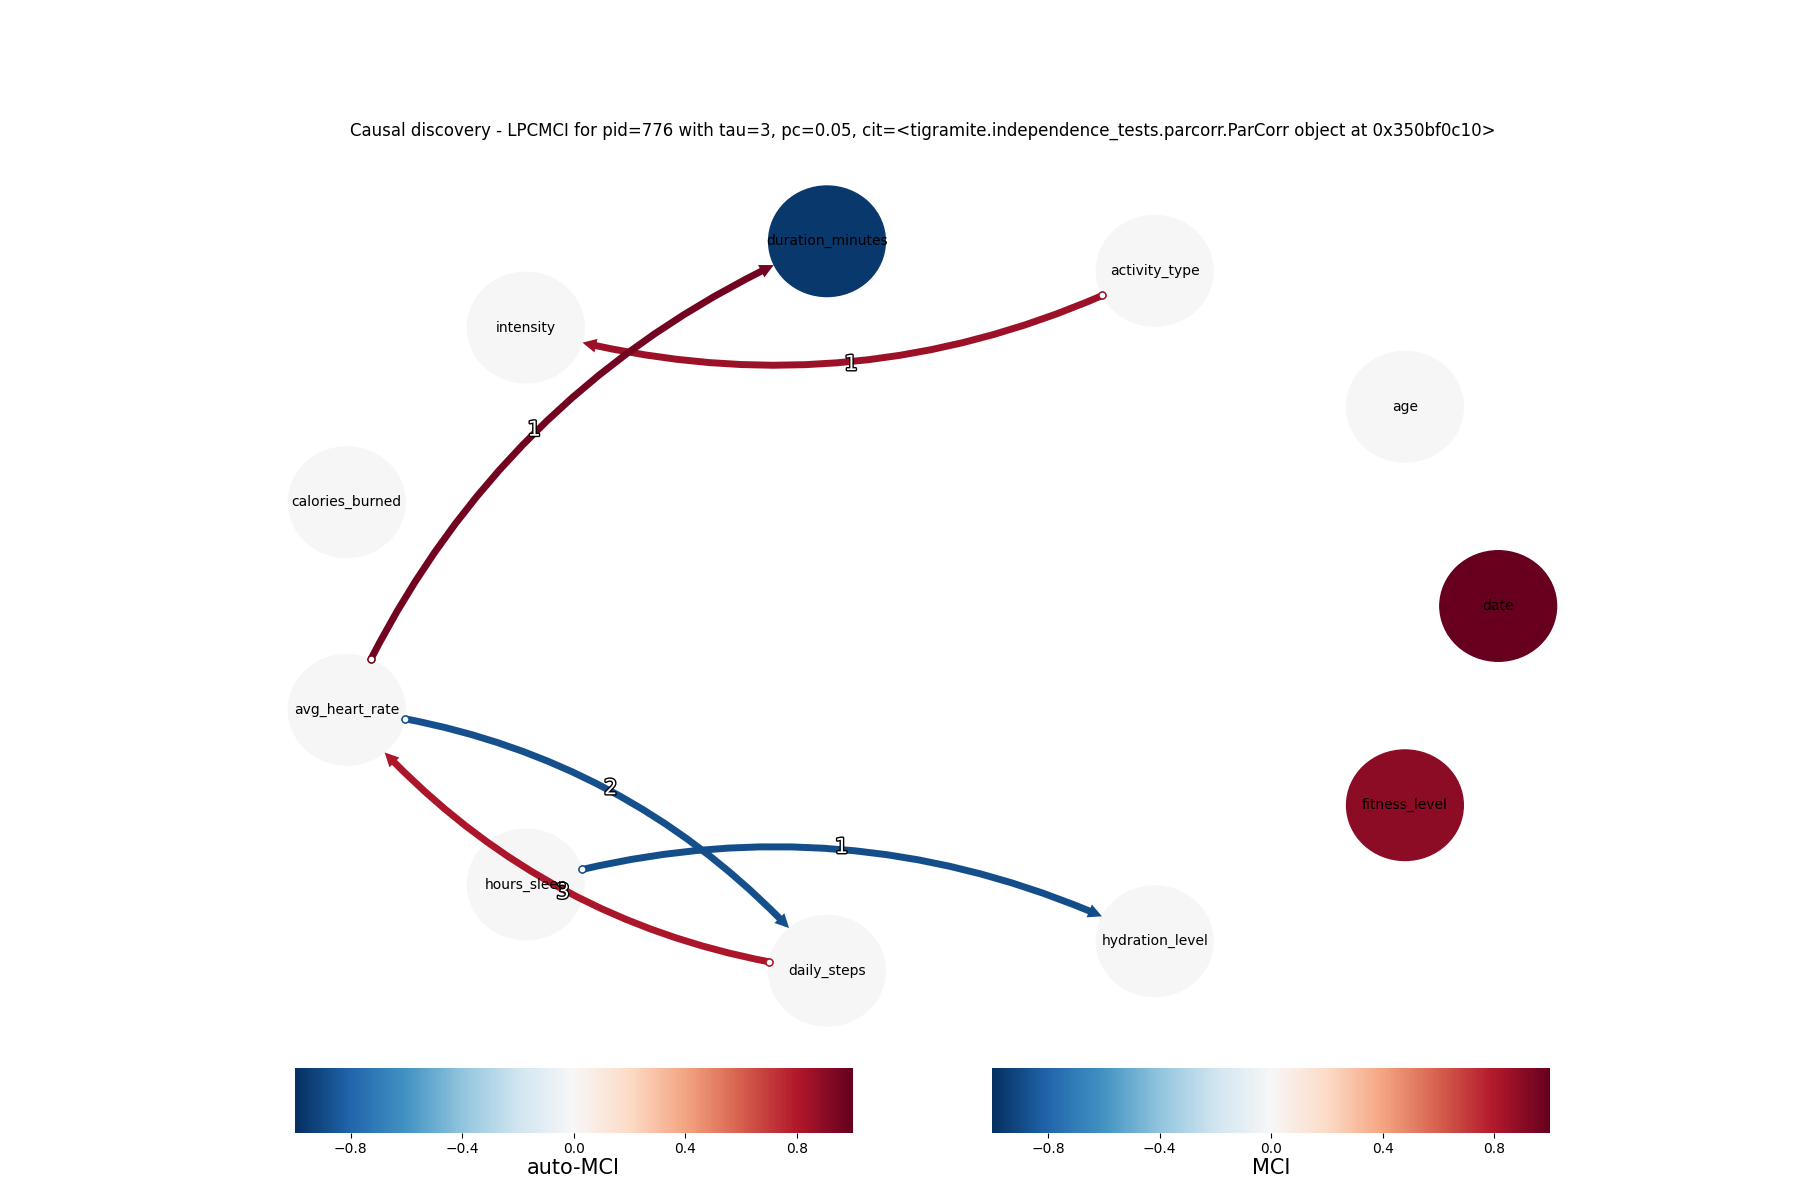 Causal discovery - LPCMCI for pid=776 with tau=3, pc=0.05, cit=<tigramite.independence_tests.parcorr.ParCorr object at 0x350bf0c10>
duration_minutes
activity_type
intensity
1
age
1
calories_burned
date
avg_heart_rate
2
fitness_level
1
hours_sleep
3
hydration_level
daily_steps
−0.8 −0.4 0.0 0.4 0.8
auto-MCI
−0.8 −0.4 0.0 0.4 0.8
MCI